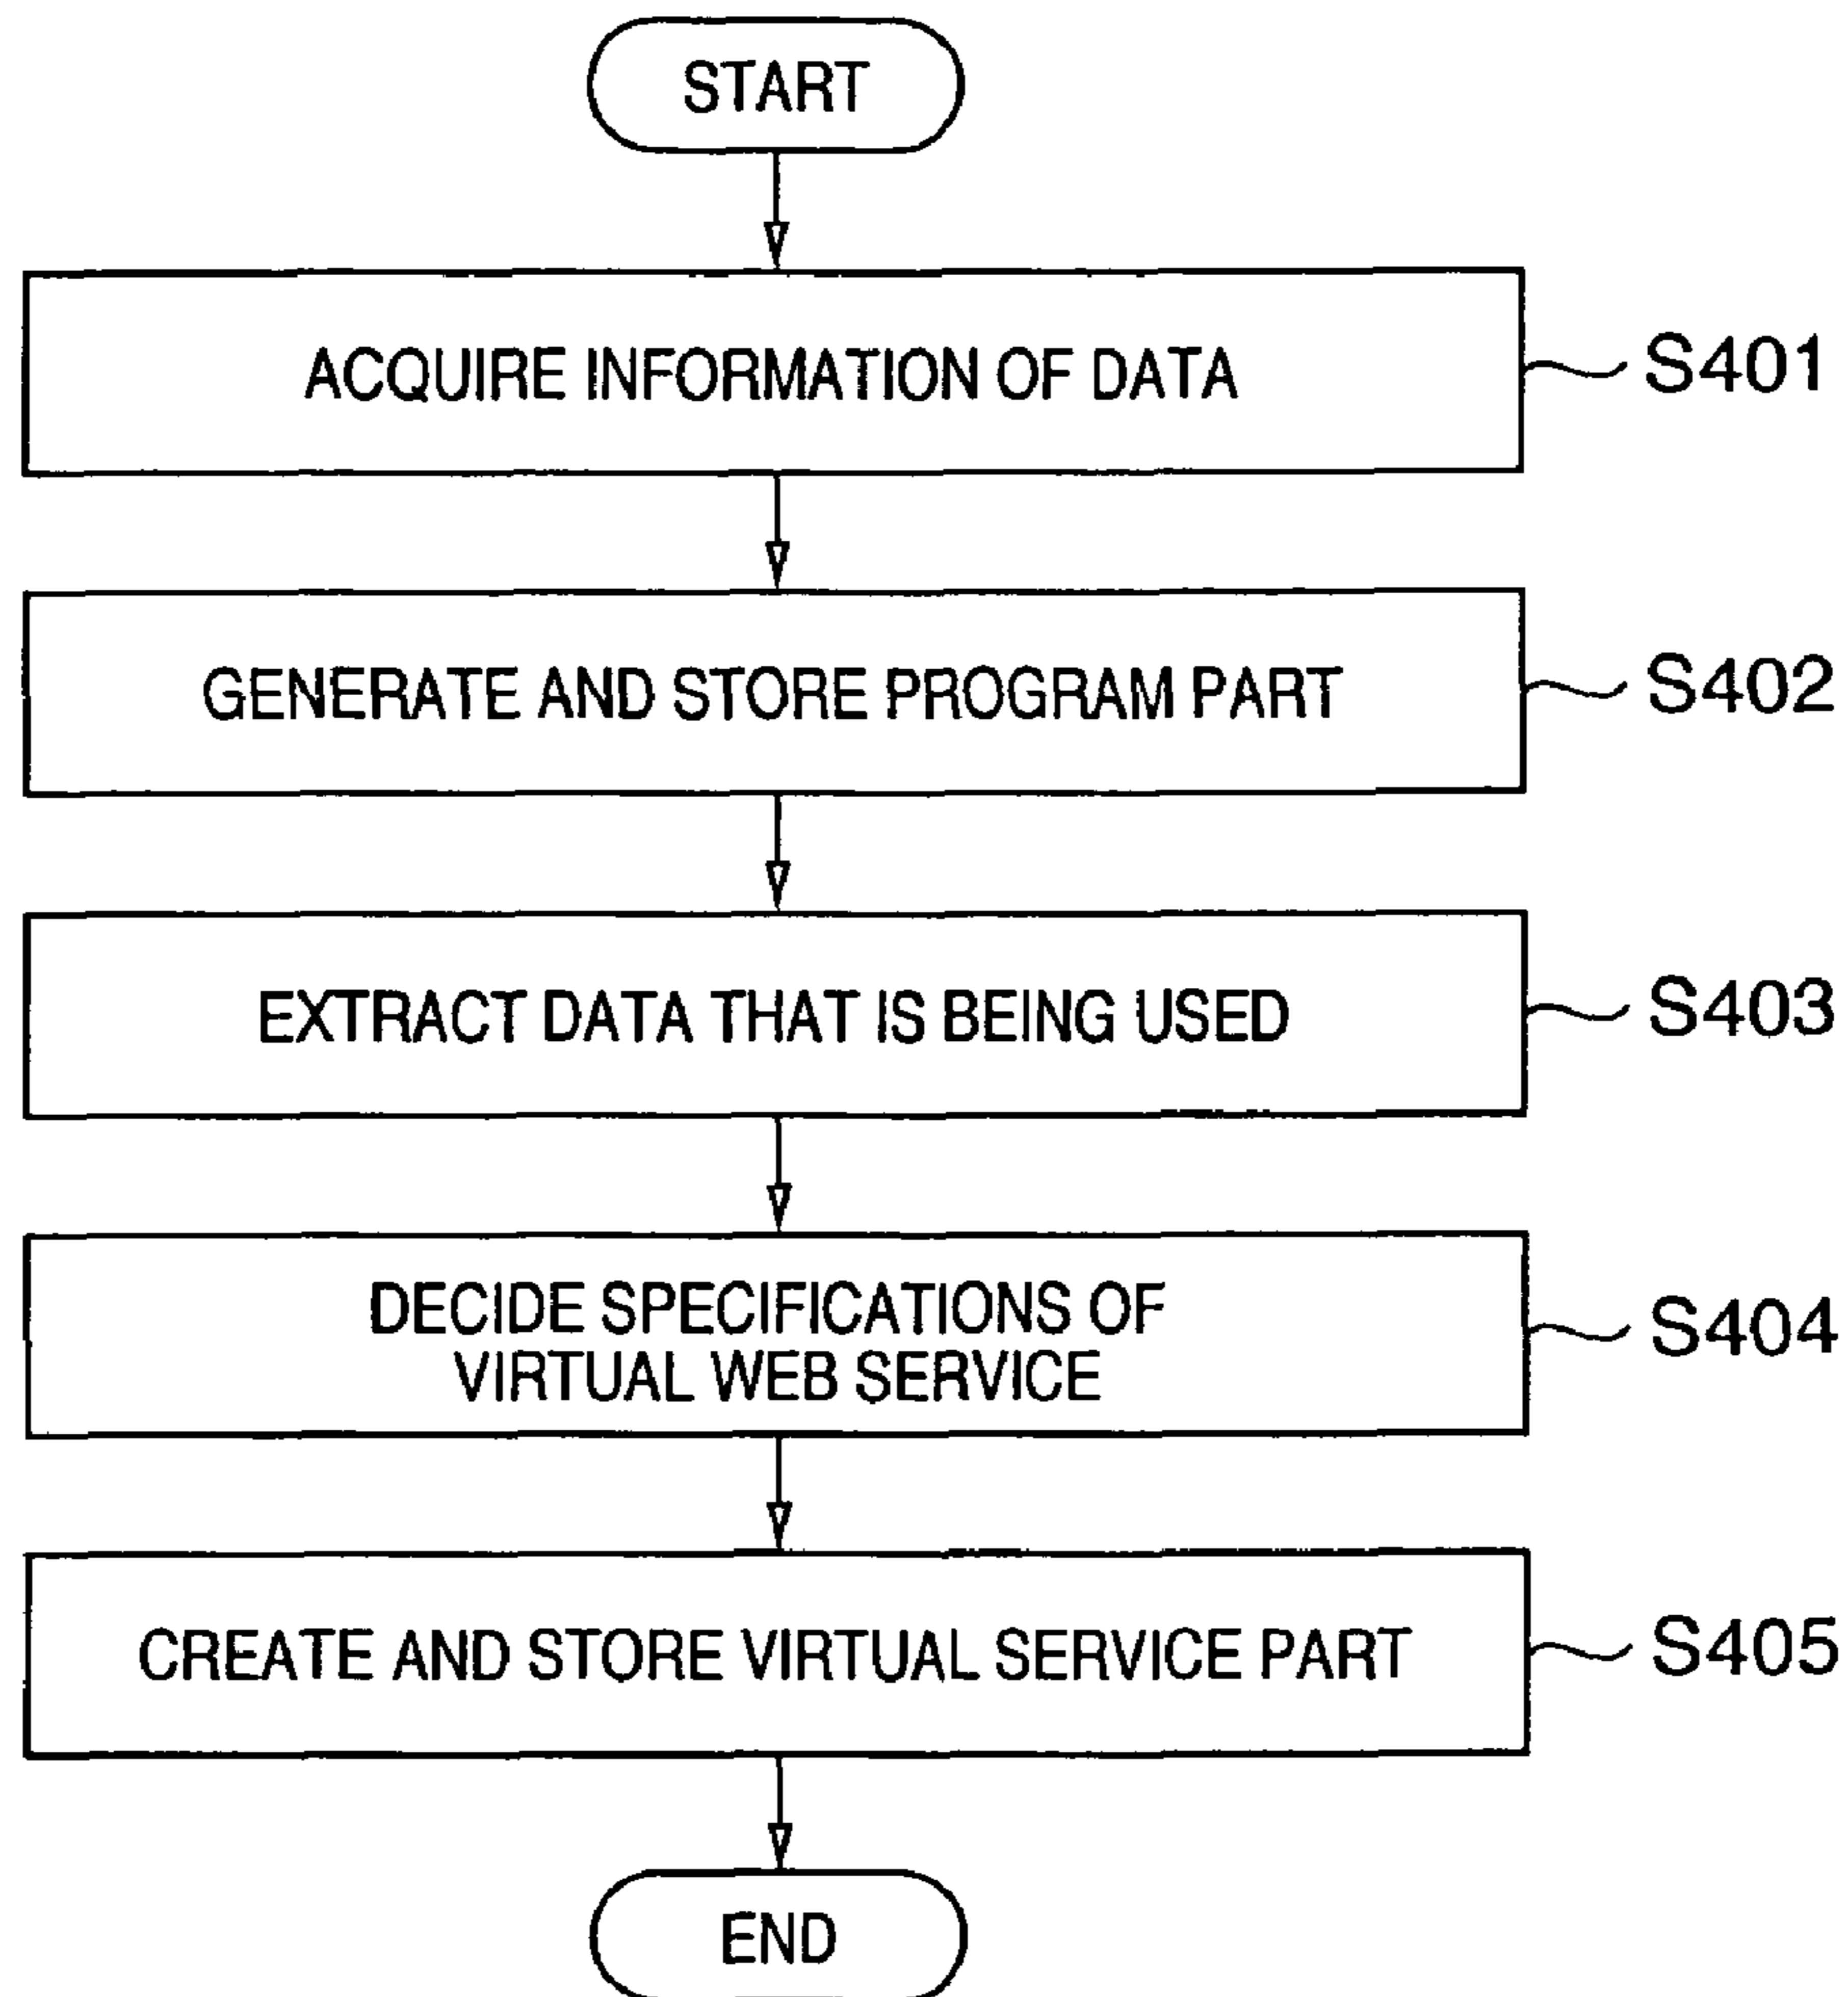 START
ACQUIRE INFORMATION OF DATA
S401
GENERATE AND STORE PROGRAM PART
S402
EXTRACT DATA THAT IS BEING USED
S403
DECIDE SPECIFICATIONS OF
VIRTUAL WEB SERVICE
S404
CREATE AND STORE VIRTUAL SERVICE PART
S405
END